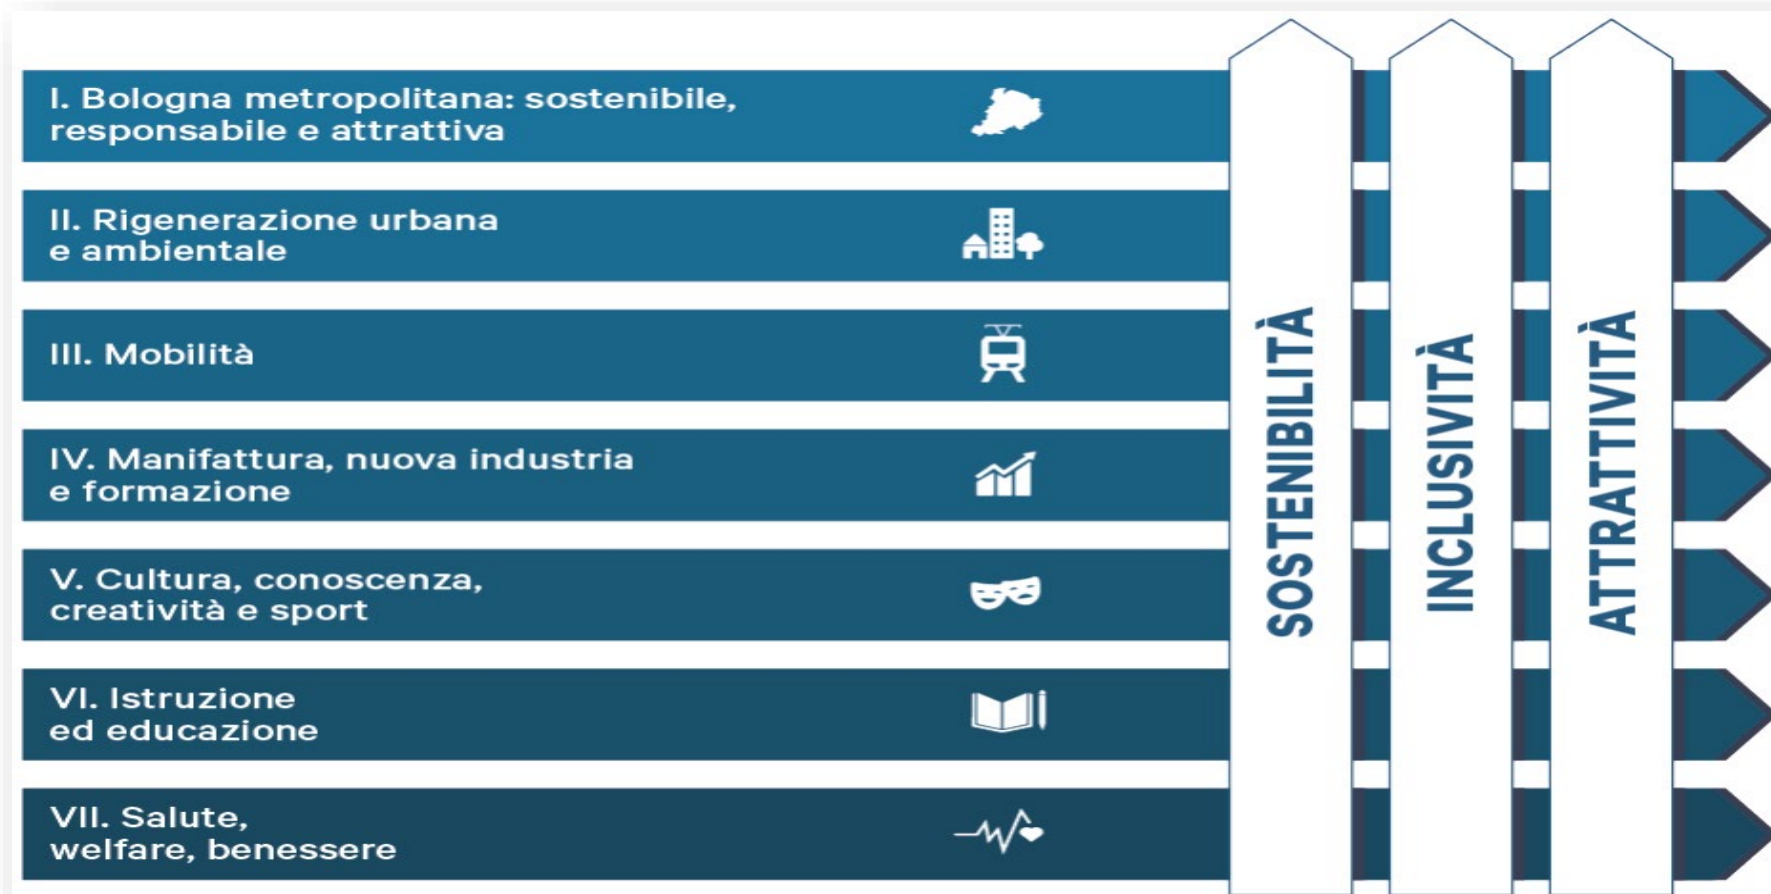 I. Bologna metropolitana: sostenibile,
responsabile e attrattiva
II. Rigenerazione urbana
e ambientale
III. Mobilità
IV. Manifattura, nuova industria
e formazione
V. Cultura, conoscenza,
creatività e sport
VI. Istruzione
ed educazione
VII. Salute,
welfare, benessere
SOSTENIBILITÀ
INCLUSIVITÀ
ATTRATTIVITÀ